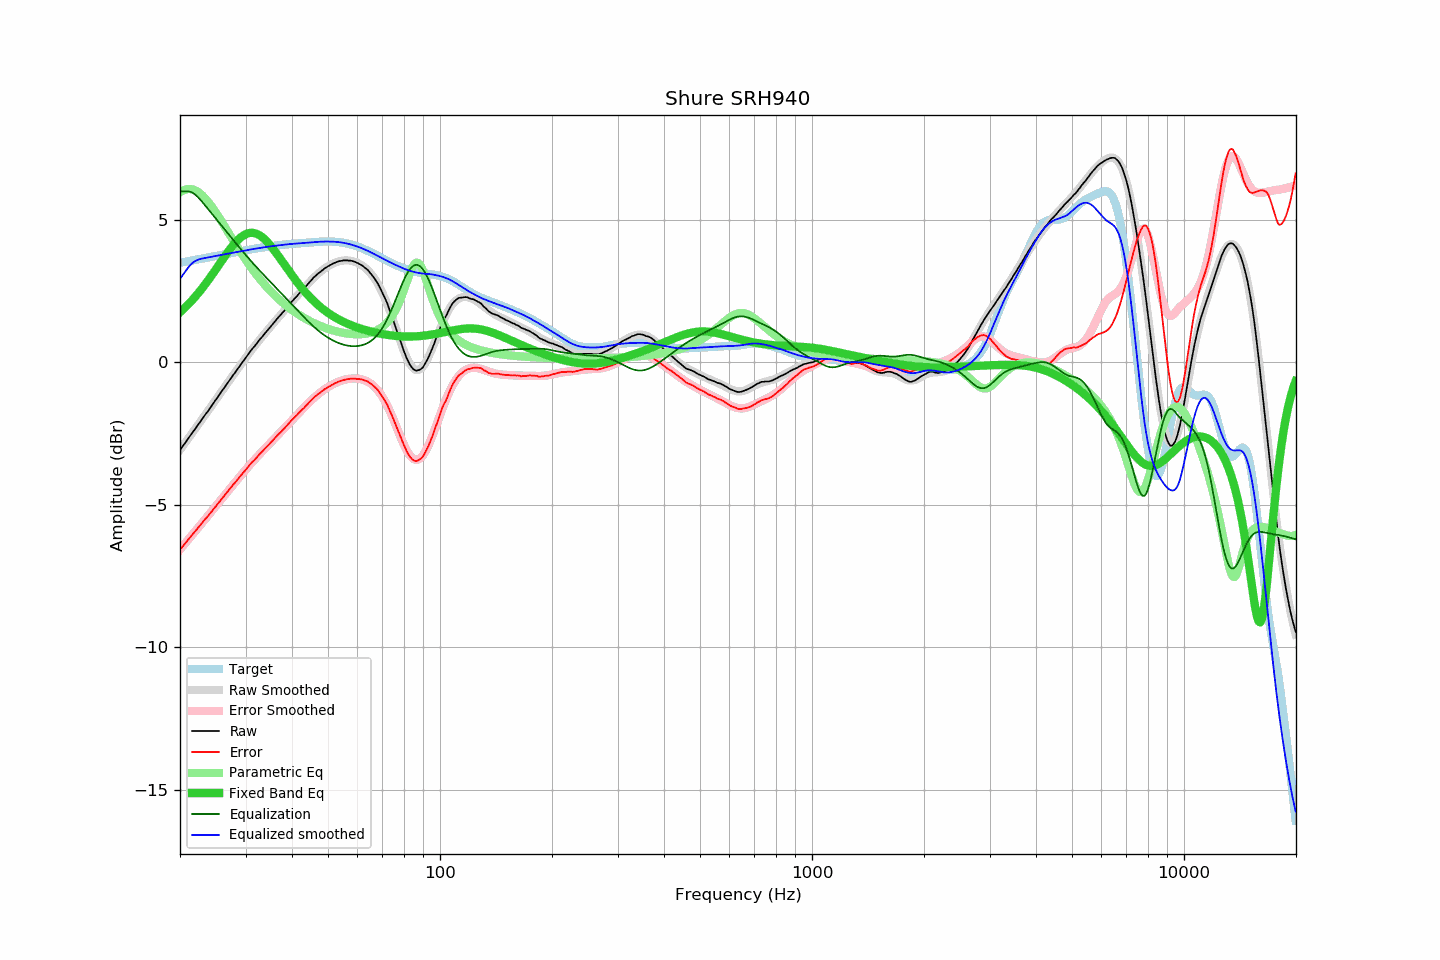 Shure SRH940
Amplitude (dBr)
5
0
−5
−10
−15
Target
Raw Smoothed
Error Smoothed
Raw
Error
Parametric Eq
Fixed Band Eq
Equalization
Equalized smoothed
100
1000
10000
Frequency (Hz)